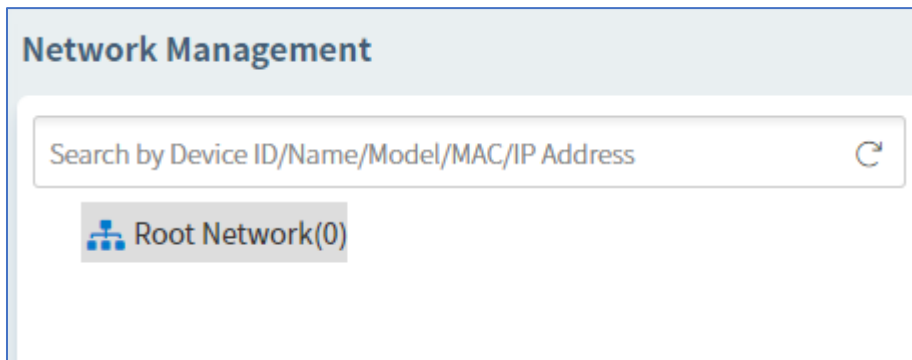 Network Management
Search by Device ID/Name/Model/MAC/IP Address
Root Network(0)